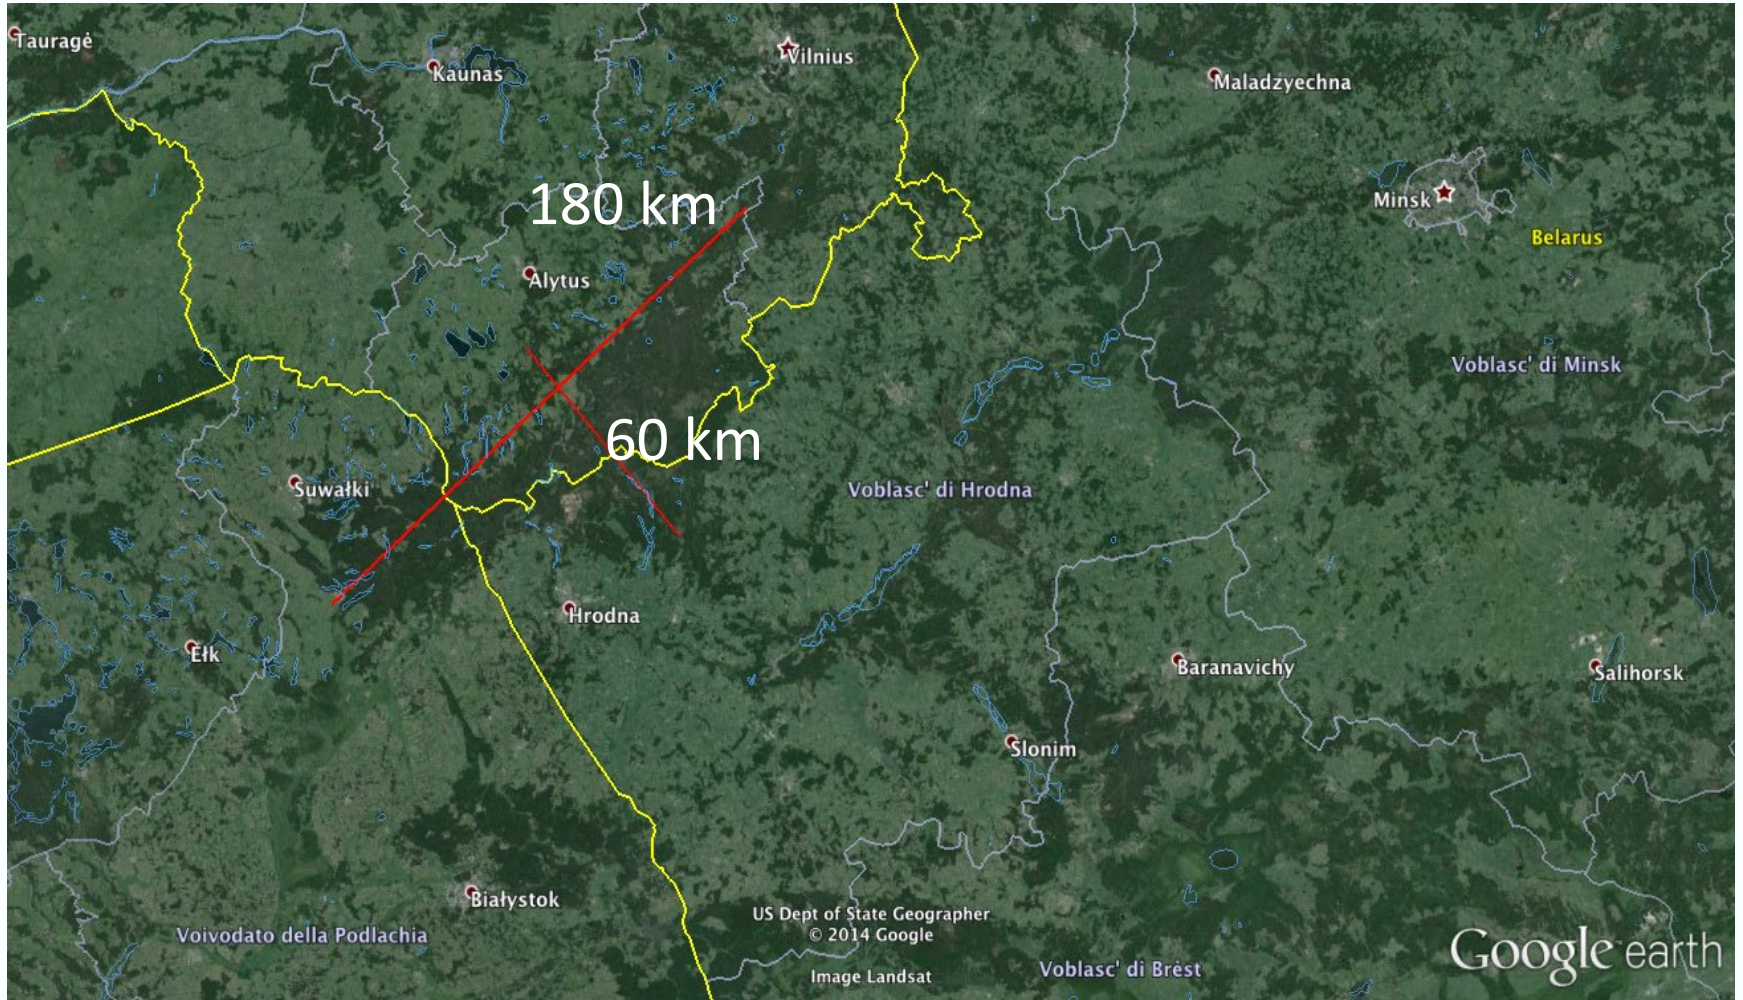 Tauragė
Kaunas
Vilnius
Maladzyechna
Minsk
Belarus
180 km
Alytus
Voblasc' di Minsk
60 km
Suwałki
Voblasc' di Hrodna
Hrodna
Ełk
Baranavichy
Salihorsk
Slonim
Białystok
Voivodato della Podlachia
US Dept of State Geographer
© 2014 Google
Image Landsat
Voblasc' di Brèst
Google earth